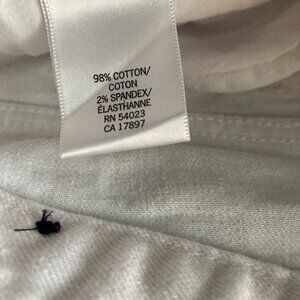 98% COTTON/
COTON
2% SPANDEX/
ÉLASTHANNE
RN 54023
CA 17897